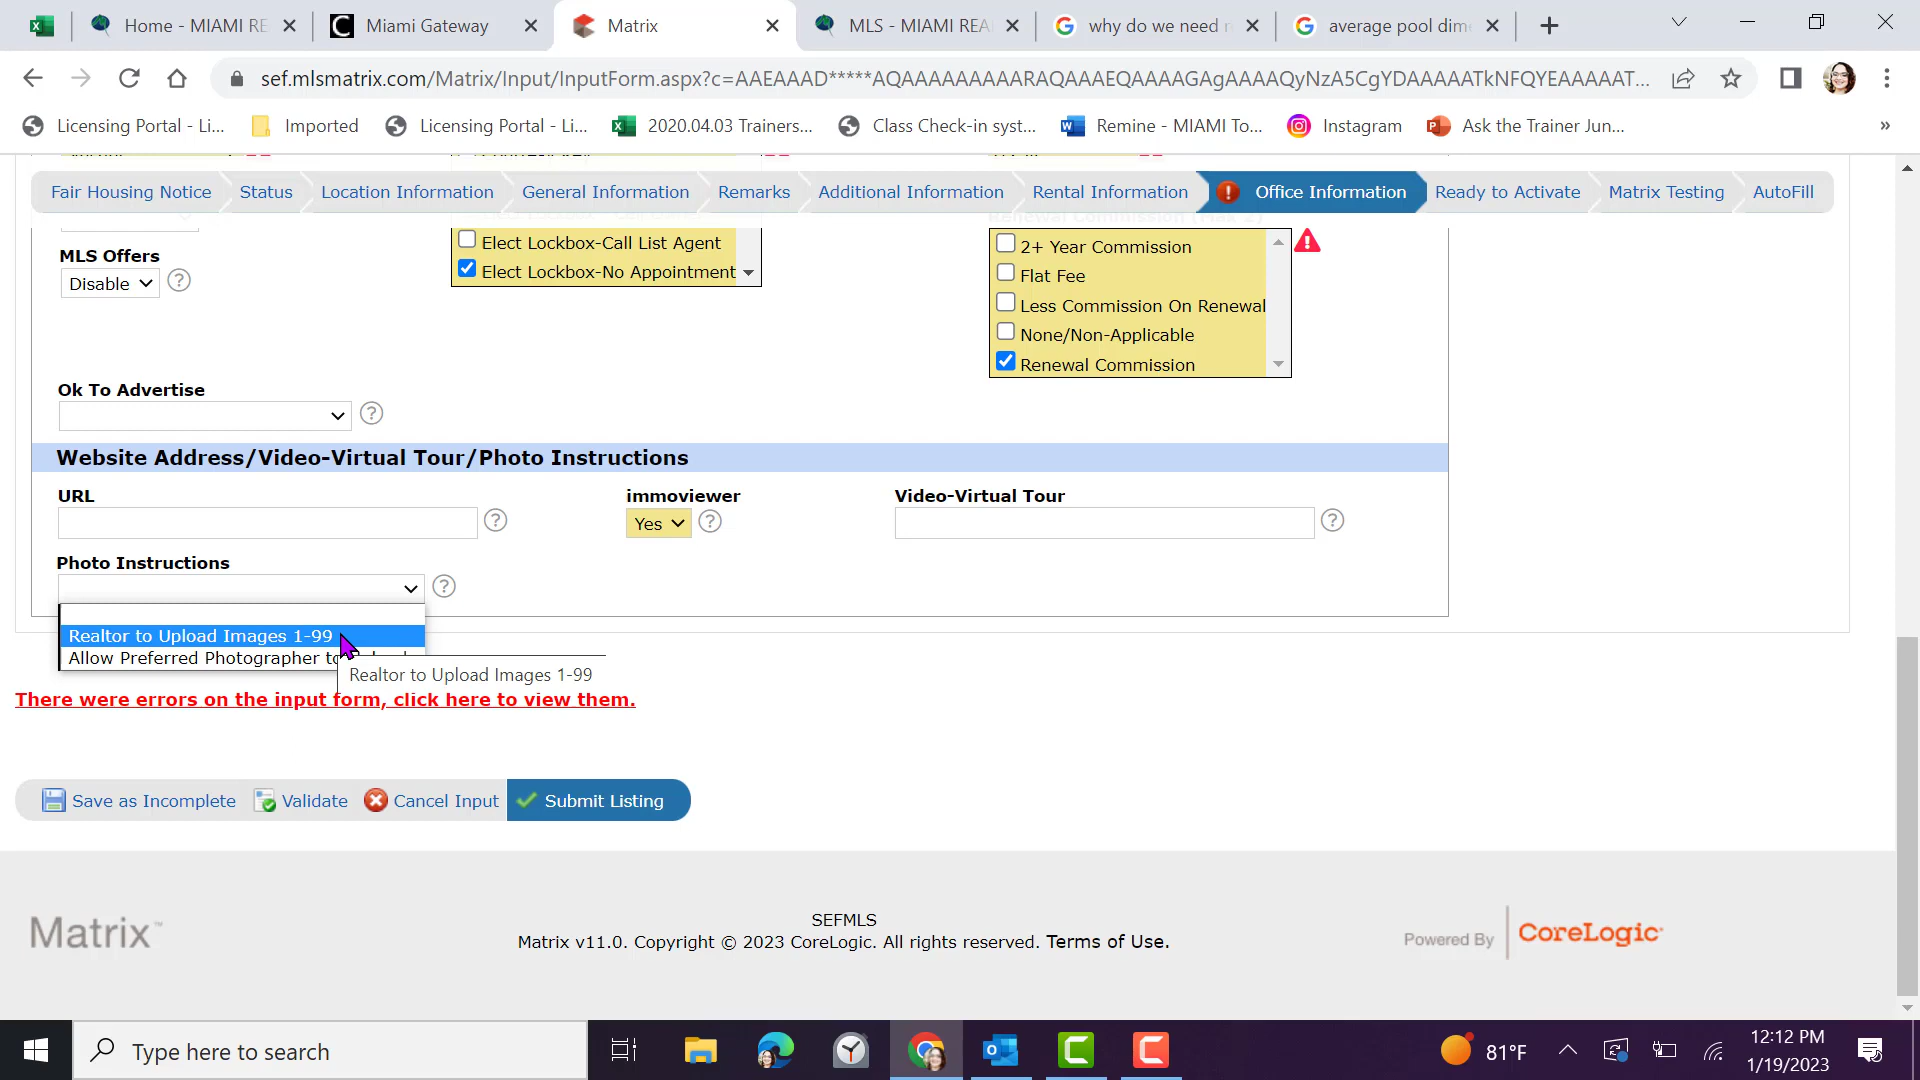 Home - MIAMI RE
Miami Gateway
Matrix
MLS - MIAMI REA
why do we need r
average pool dim
sef.mlsmatrix.com/Matrix/Input/InputForm.aspx?c=AAEAAAD*****AQAAAAAAAAARAQAAAEQAAAAGAgAAAAQyNzA5CgYDAAAAATkNFQYEAAAAAT...
Licensing Portal - Li...
Imported
Licensing Portal - Li...
2020.04.03 Trainers...
Class Check-in syst...
Remine - MIAMI To...
Instagram
Ask the Trainer Jun...
»
Fair Housing Notice
Status
Location Information
General Information
Remarks
Additional Information
Rental Information
Office Information
Ready to Activate
Matrix Testing
AutoFill
Renewal Commission (Max 2)
Elect Lockbox-Call List Agent
Elect Lockbox-No Appointment
2+ Year Commission
Flat Fee
Less Commission On Renewal
None/Non-Applicable
Renewal Commission
MLS Offers
Disable
Ok To Advertise
Website Address/Video-Virtual Tour/Photo Instructions
URL
immoviewer
Video-Virtual Tour
Yes
Photo Instructions
Realtor to Upload Images 1-99
Allow Preferred Photographer to
Realtor to Upload Images 1-99
There were errors on the input form, click here to view them.
Save as Incomplete
Validate
Cancel Input
Submit Listing
Matrix™
SEFMLS
Matrix v11.0. Copyright © 2023 CoreLogic. All rights reserved. Terms of Use.
Powered By
CoreLogic
Type here to search
81°F
12:12 PM
1/19/2023